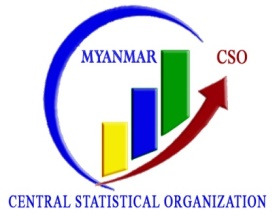 MYANMAR CSO
CENTRAL STATISTICAL ORGANIZATION